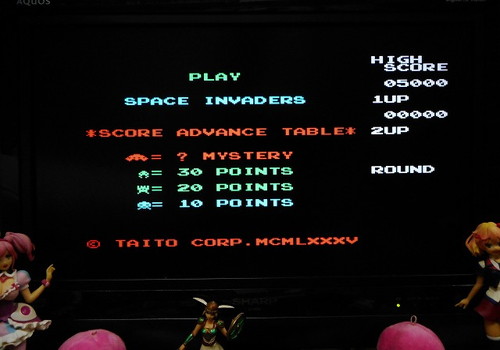 AQUOS
PLAY
SPACE INVADERS
*SCORE ADVANCE TABLE*
= ? MYSTERY
= 30 POINTS
= 20 POINTS
= 10 POINTS
© TAITO CORP.MCMLXXXV
HIGH
SCORE
05000
1UP
00000
2UP
ROUND
SHARP